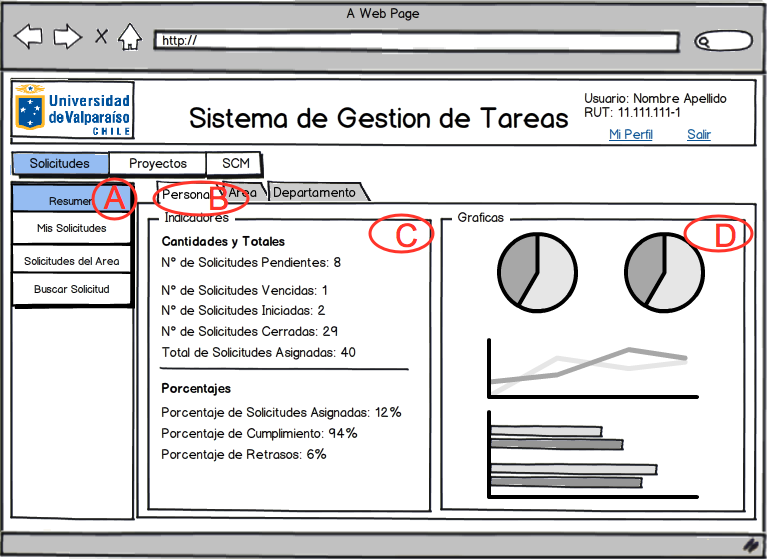 A Web Page
http://
Universidad
de Valparaíso
CHILE
Sistema de Gestion de Tareas
Usuario: Nombre Apellido
RUT: 11.111.111-1
Mi Perfil
Salir
Solicitudes
Proyectos
SCM
Resumen
A
Mis Solicitudes
Solicitudes del Area
Buscar Solicitud
Personal
B
Area
Departamento
Indicadores
C
Cantidades y Totales
N° de Solicitudes Pendientes: 8
N° de Solicitudes Vencidas: 1
N° de Solicitudes Iniciadas: 2
N° de Solicitudes Cerradas: 29
Total de Solicitudes Asignadas: 40
Porcentajes
Porcentaje de Solicitudes Asignadas: 12%
Porcentaje de Cumplimiento: 94%
Porcentaje de Retrasos: 6%
Graficas
D